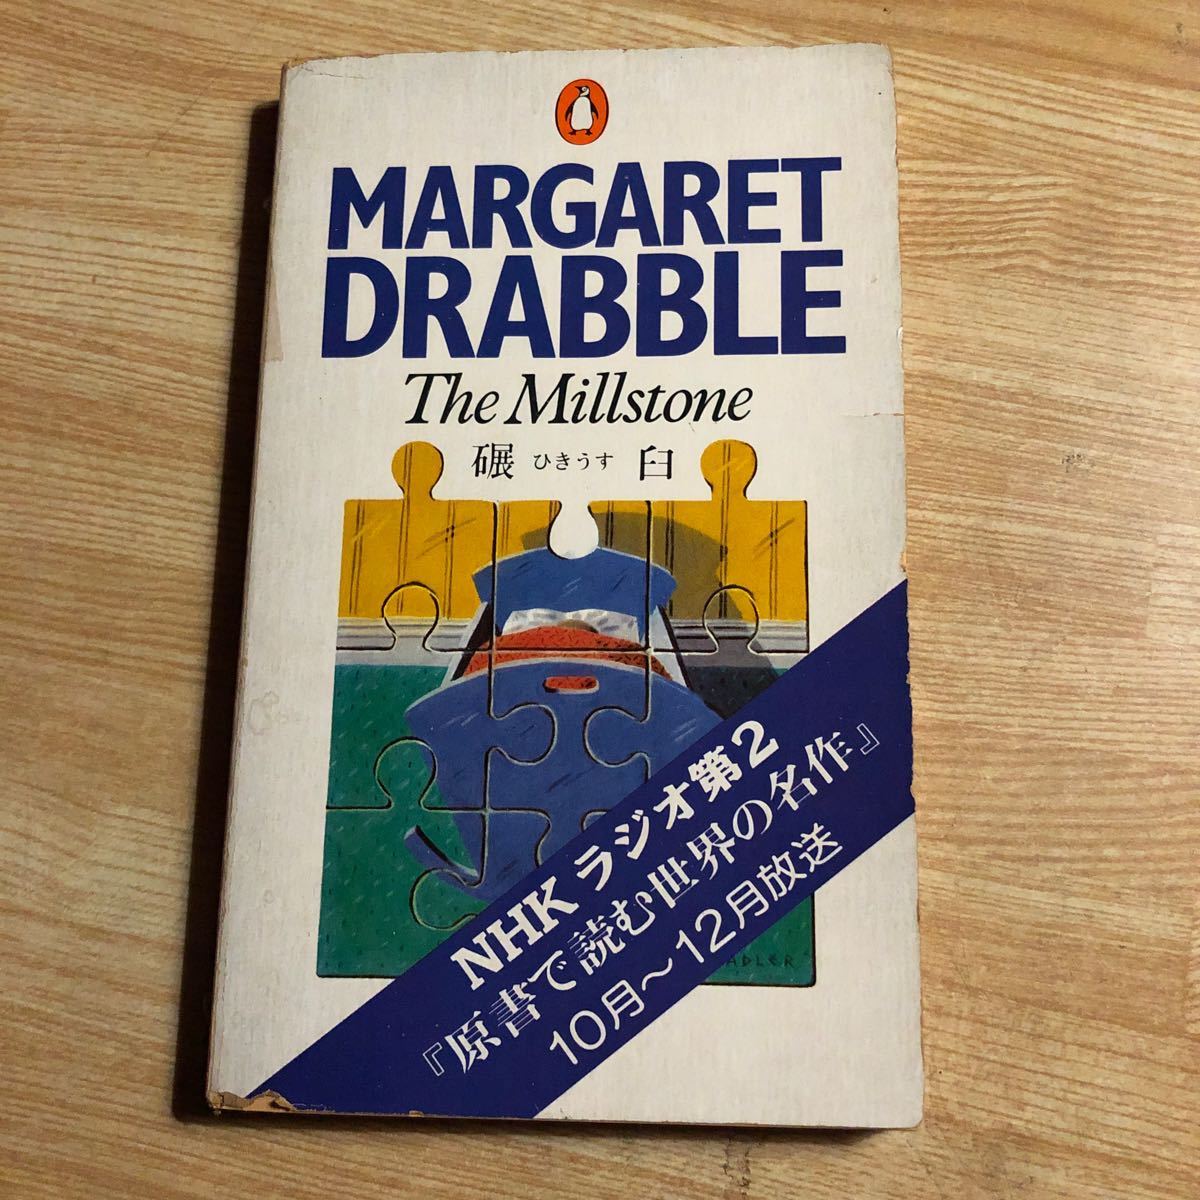 MARGARET
DRABBLE
The Millstone
碾 ひきうす 臼
NHK ラジオ第2
『原書で読む世界の名作』
10月〜12月放送
ADLER